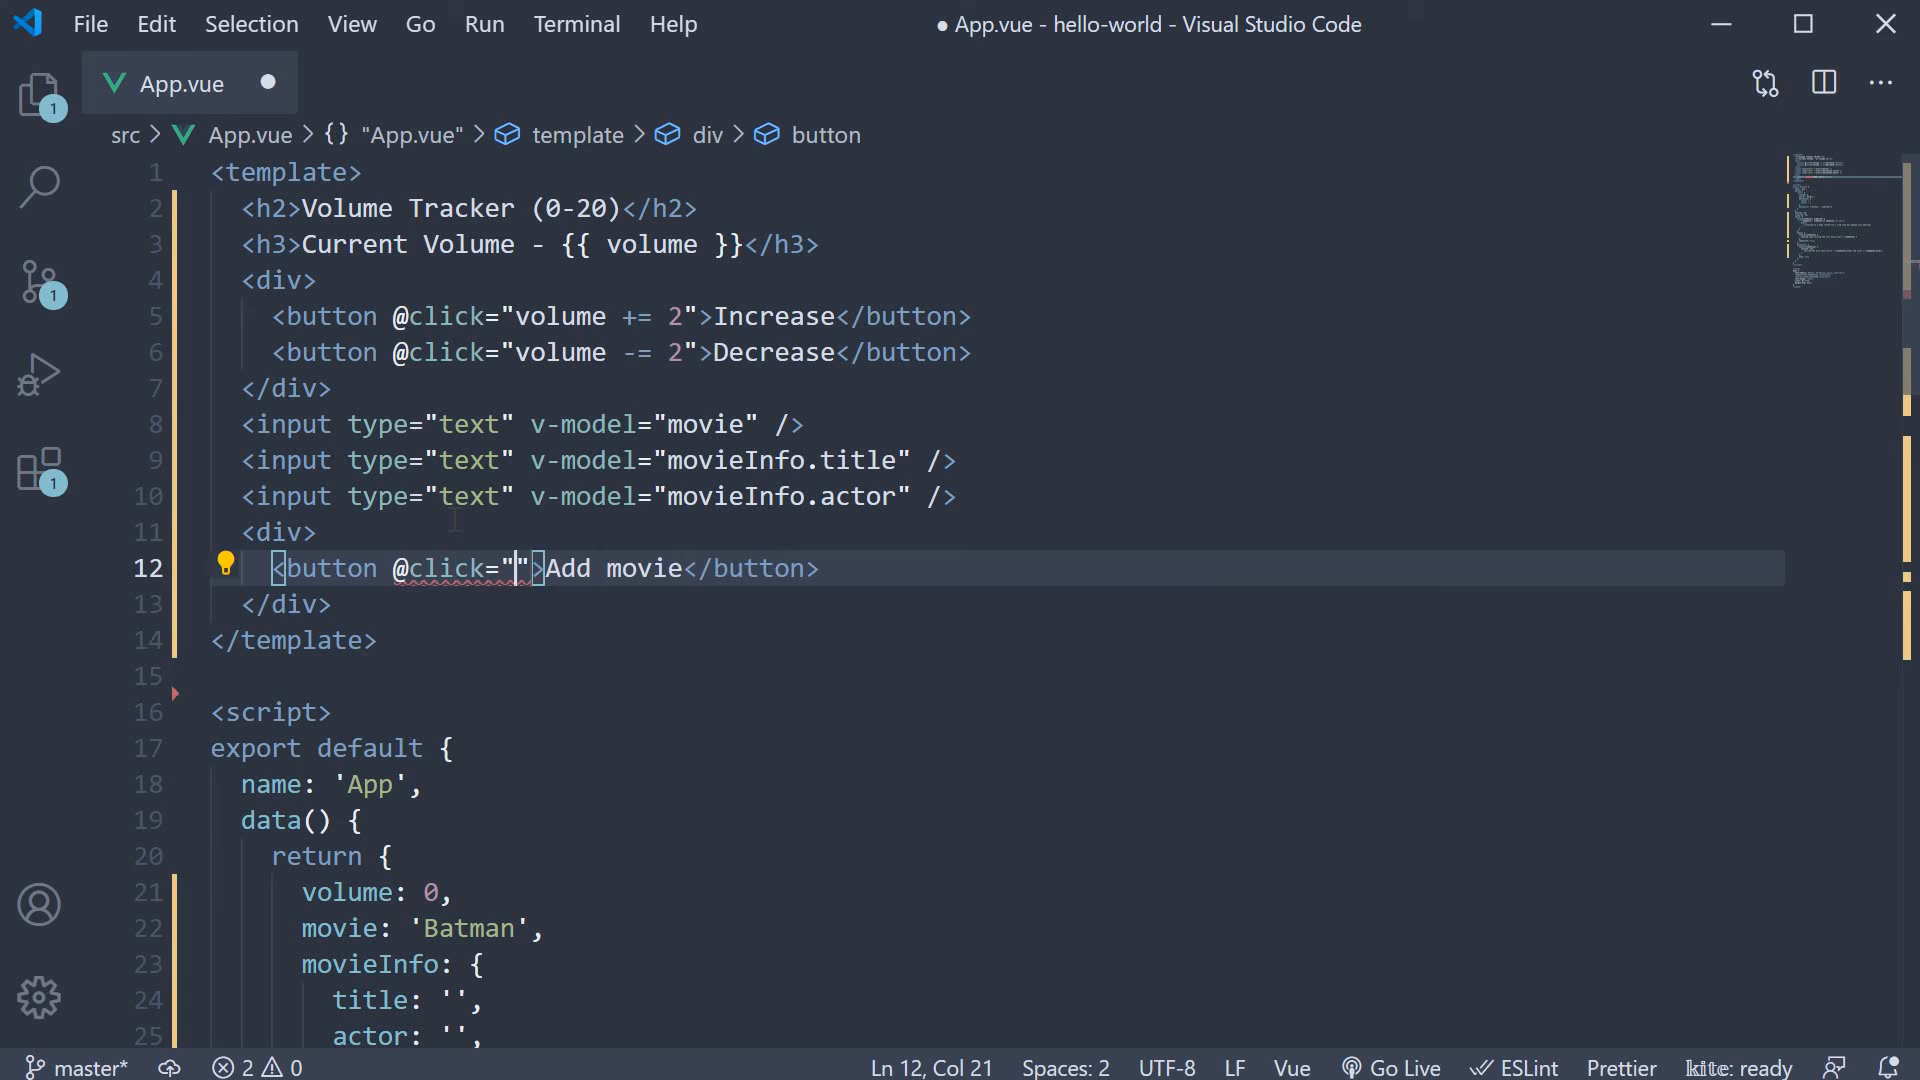 File Edit Selection View Go Run Terminal Help
● App.vue - hello-world - Visual Studio Code
App.vue
src > App.vue > {} "App.vue" > template > div > button
1 <template>
2 <h2>Volume Tracker (0-20)</h2>
3 <h3>Current Volume - {{ volume }}</h3>
4 <div>
5 <button @click="volume += 2">Increase</button>
6 <button @click="volume -= 2">Decrease</button>
7 </div>
8 <input type="text" v-model="movie" />
9 <input type="text" v-model="movieInfo.title" />
10 <input type="text" v-model="movieInfo.actor" />
11 <div>
12 <button @click="">Add movie</button>
13 </div>
14 </template>
15
16 <script>
17 export default {
18 name: 'App',
19 data() {
20 return {
21 volume: 0,
22 movie: 'Batman',
23 movieInfo: {
24 title: '',
25 actor: '',
1
1
1
master* 2 0
Ln 12, Col 21 Spaces: 2 UTF-8 LF Vue Go Live ESLint Prettier kite: ready